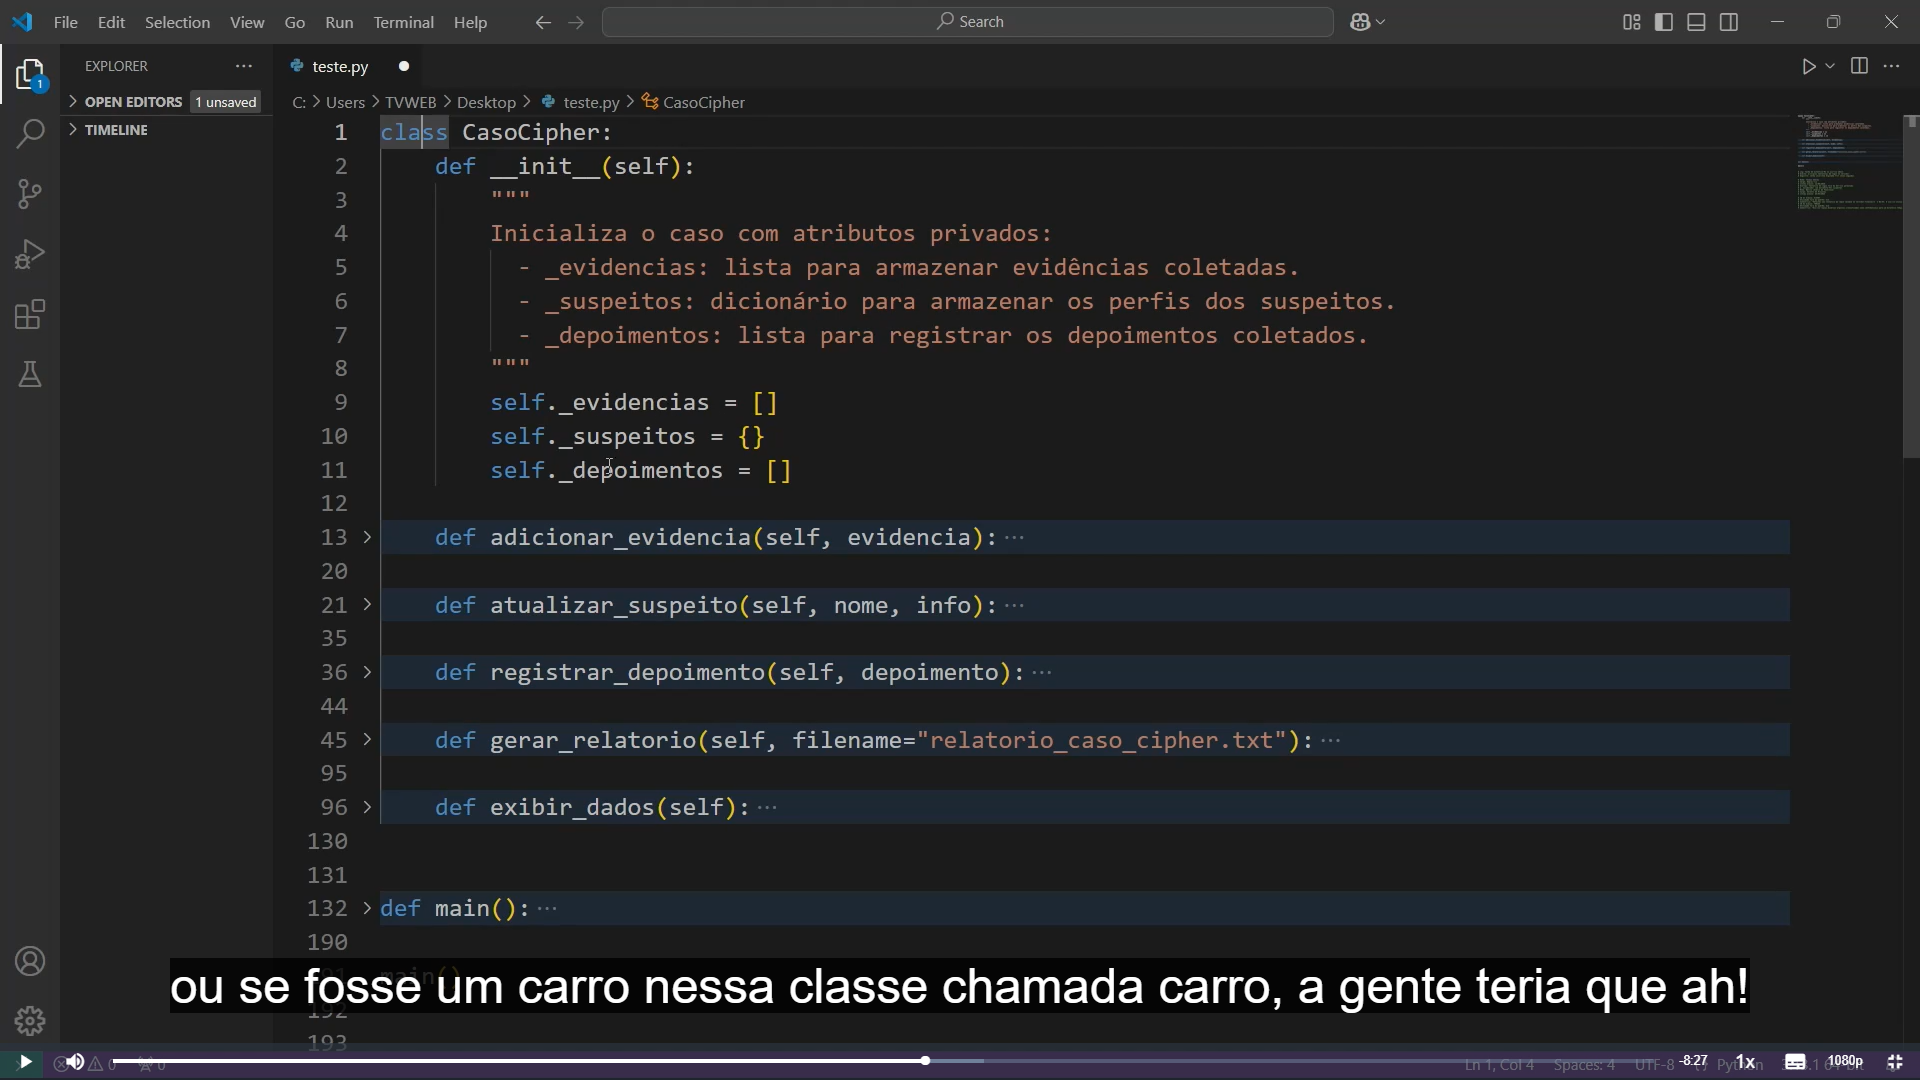 File Edit Selection View Go Run Terminal Help Search
EXPLORER
1
teste.py
OPEN EDITORS 1 unsaved
TIMELINE
C: > Users > TVWEB > Desktop > teste.py > CasoCipher
1 class CasoCipher:
2 def __init__(self):
3 """
4 Inicializa o caso com atributos privados:
5 - _evidencias: lista para armazenar evidências coletadas.
6 - _suspeitos: dicionário para armazenar os perfis dos suspeitos.
7 - _depoimentos: lista para registrar os depoimentos coletados.
8 """
9 self._evidencias = []
10 self._suspeitos = {}
11 self._depoimentos = []
12
13 def adicionar_evidencia(self, evidencia):···
20
21 def atualizar_suspeito(self, nome, info):···
35
36 def registrar_depoimento(self, depoimento):···
44
45 def gerar_relatorio(self, filename="relatorio_caso_cipher.txt"):···
95
96 def exibir_dados(self):···
130
131
132 def main():···
190
main()
ou se fosse um carro nessa classe chamada carro, a gente teria que ah!
192
193
0 0 Ln 1, Col 4 Spaces: 4 UTF-8 -8:27 Python 1x 1080p